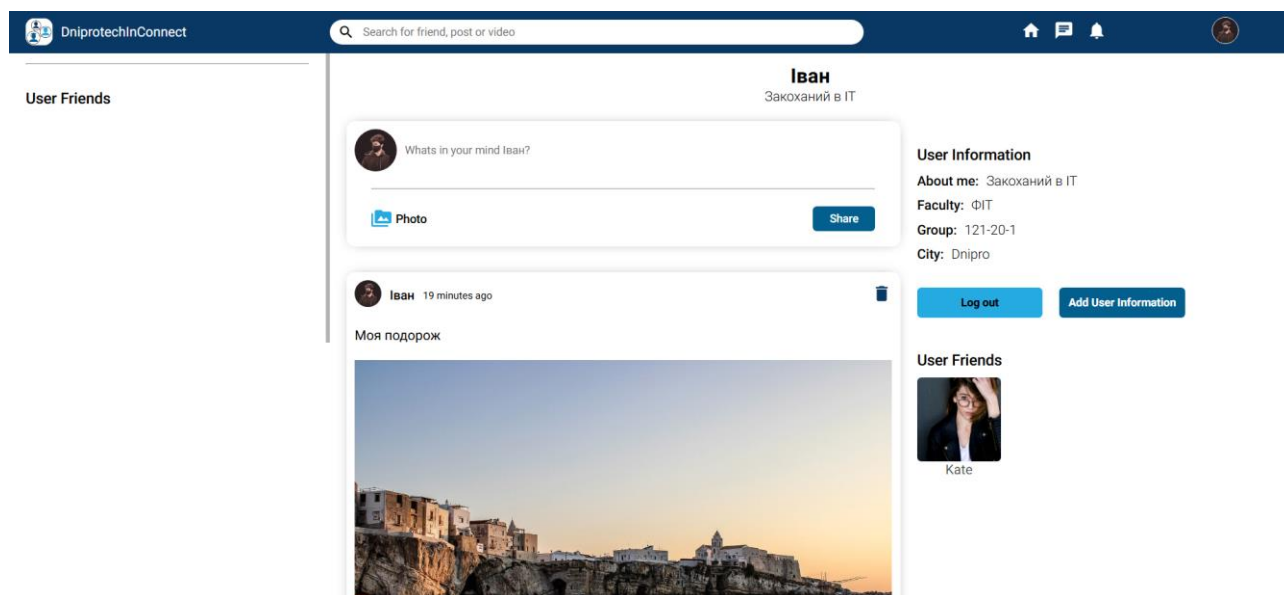 DniprotechInConnect
Search for friend, post or video
User Friends
Іван
Закоханий в ІТ
Whats in your mind Іван?
Photo
Share
Іван 19 minutes ago
Моя подорож
User Information
About me: Закоханий в ІТ
Faculty: ФІТ
Group: 121-20-1
City: Dnipro
Log out
Add User Information
User Friends
Kate